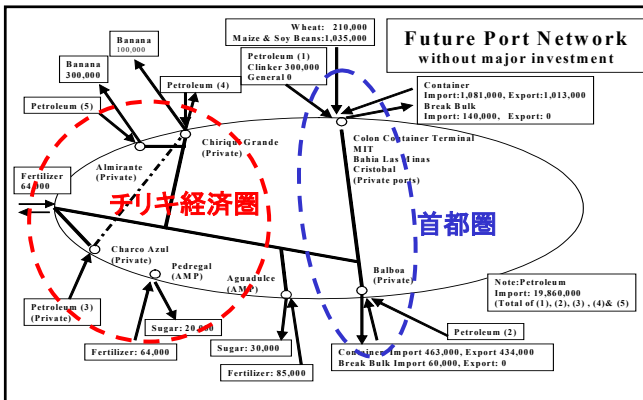 Future Port Network
without major investment
Wheat: 210,000
Maize & Soy Beans:1,035,000
Banana
100,000
Banana
300,000
Petroleum (1)
Clinker 300,000
General 0
Container
Import:1,081,000, Export:1,013,000
Break Bulk
Import: 140,000, Export: 0
Petroleum (4)
Petroleum (5)
Chiriqui Grande
(Private)
Colon Container Terminal
MIT
Bahia Las Minas
Cristobal
(Private ports)
Almirante
(Private)
Fertilizer
64,000
チリキ経済圏
首都圏
Charco Azul
(Private)
Pedregal
(AMP)
Aguadulce
(AMP)
Balboa
(Private)
Note:Petroleum
Import: 19,860,000
(Total of (1), (2), (3) , (4)& (5)
Petroleum (3)
(Private)
Sugar: 20,000
Petroleum (2)
Fertilizer: 64,000
Sugar: 30,000
Container Import 463,000, Export 434,000
Break Bulk Import 60,000, Export: 0
Fertilizer: 85,000